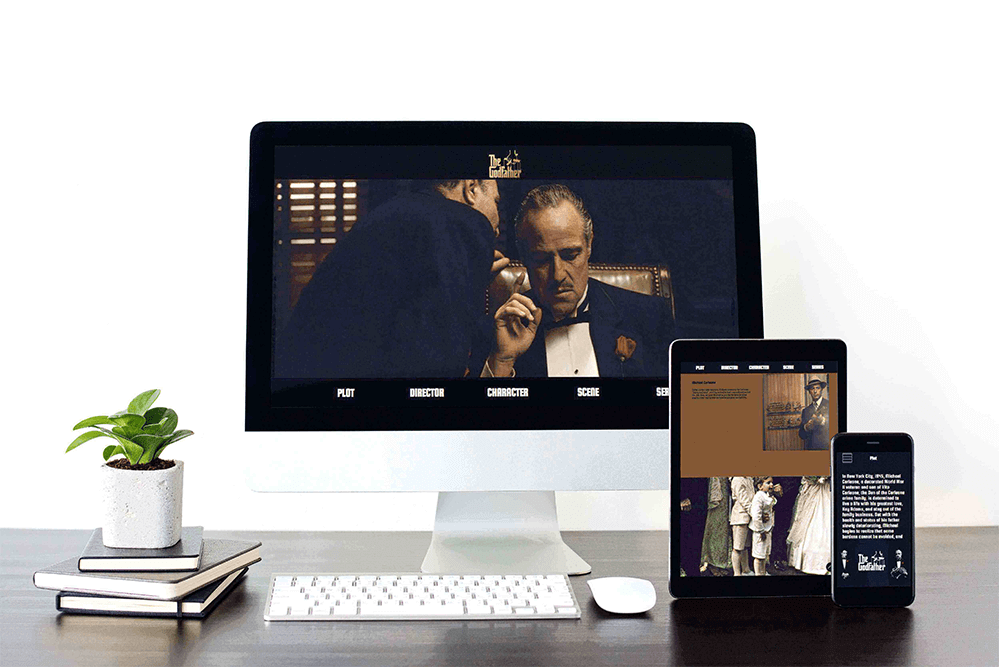 The
Godfather
PLOT
DIRECTOR
CHARACTER
SCENE
SER
PLOT
DIRECTOR
CHARACTER
SCENE
SERIES
Michael Corleone
Plot
In New York City, 1945, Michael
Corleone, a decorated World War
II veteran and son of Vito
Corleone, the Don of the Corleone
crime family, is determined to
live a life with his greatest love,
Kay Adams, and stay out of the
family business. But with the
health and status of his father
slowly deteriorating, Michael
begins to realize that some
burdens cannot be avoided, and
The
Godfather